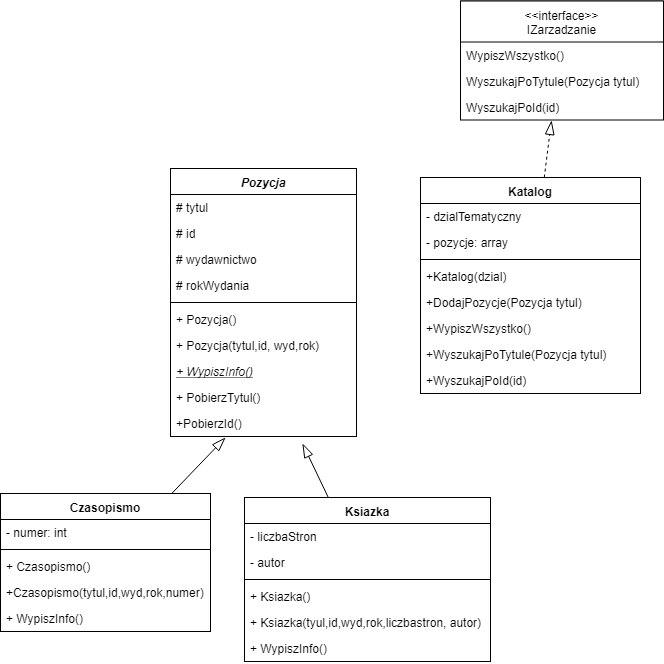 <<interface>>
IZarzadzanie
WypiszWszystko()
WyszukajPoTytule(Pozycja tytul)
WyszukajPoId(id)
Pozycja
# tytul
# id
# wydawnictwo
# rokWydania
+ Pozycja()
+ Pozycja(tytul,id, wyd,rok)
+ WypiszInfo()
+ PobierzTytul()
+PobierzId()
Katalog
- dzialTematyczny
- pozycje: array
+Katalog(dzial)
+DodajPozycje(Pozycja tytul)
+WypiszWszystko()
+WyszukajPoTytule(Pozycja tytul)
+WyszukajPoId(id)
Czasopismo
- numer: int
+ Czasopismo()
+Czasopismo(tytul,id,wyd,rok,numer)
+ WypiszInfo()
Ksiazka
- liczbaStron
- autor
+ Ksiazka()
+ Ksiazka(tyul,id,wyd,rok,liczbastron, autor)
+ WypiszInfo()